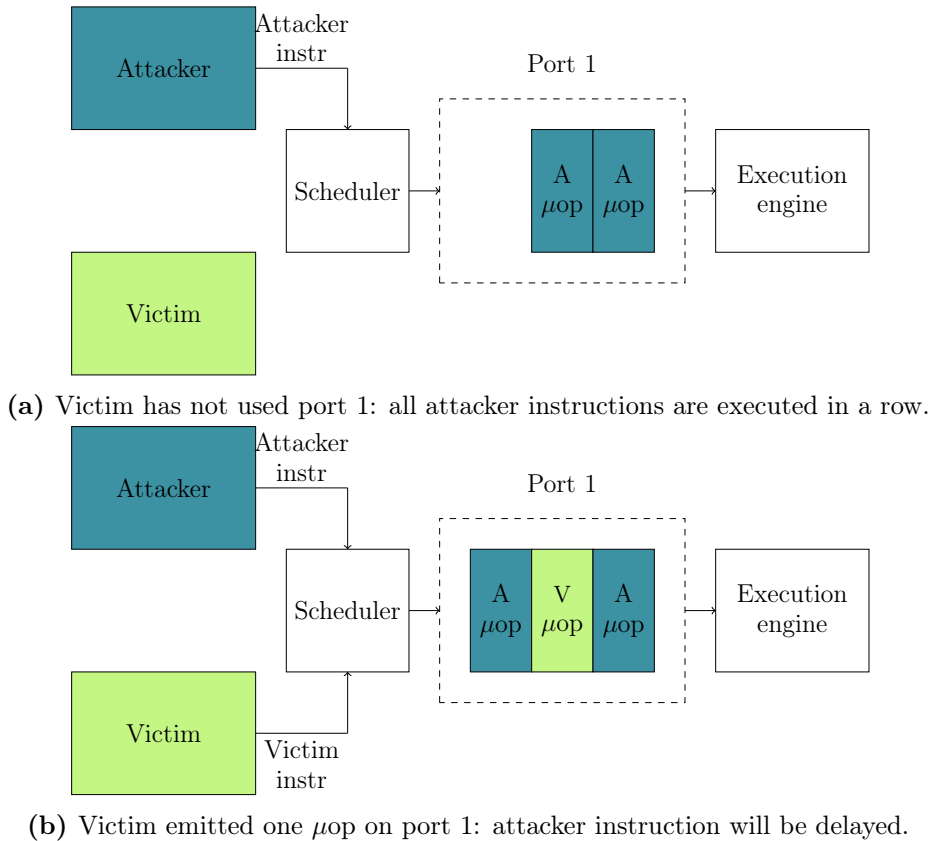 Attacker
instr
Attacker
Port 1
Scheduler
A
μop
A
μop
Execution
engine
Victim
(a) Victim has not used port 1: all attacker instructions are executed in a row.
Attacker
instr
Attacker
Port 1
Scheduler
A
μop
V
μop
A
μop
Execution
engine
Victim
Victim
instr
(b) Victim emitted one μop on port 1: attacker instruction will be delayed.